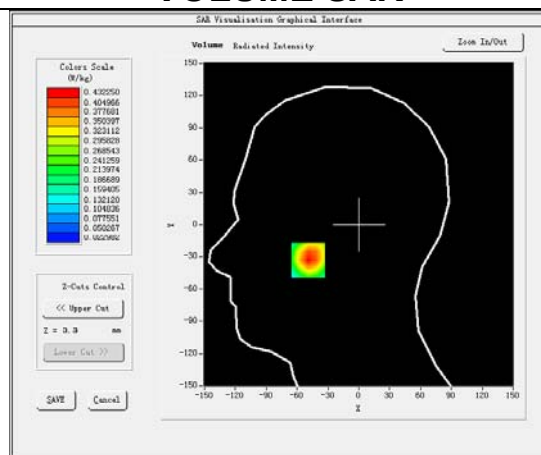 VOLUME SAR
SAR Visualisation Graphical Interface
Volume Radiated Intensity
Zoom In/Out
Colors Scale
(W/kg)
0.432250
0.404966
0.377681
0.350397
0.323112
0.295828
0.268543
0.241259
0.213974
0.186689
0.159405
0.132120
0.104836
0.077551
0.050267
Z-Cuts Control
<< Upper Cut
Z = 3.3 mm
Lower Cut >>
SAVE
Cancel
150
120
90
60
30
0
-30
-60
-90
-120
-150
Y
-150 -120 -90 -60 -30 0 30 60 90 120 150
X